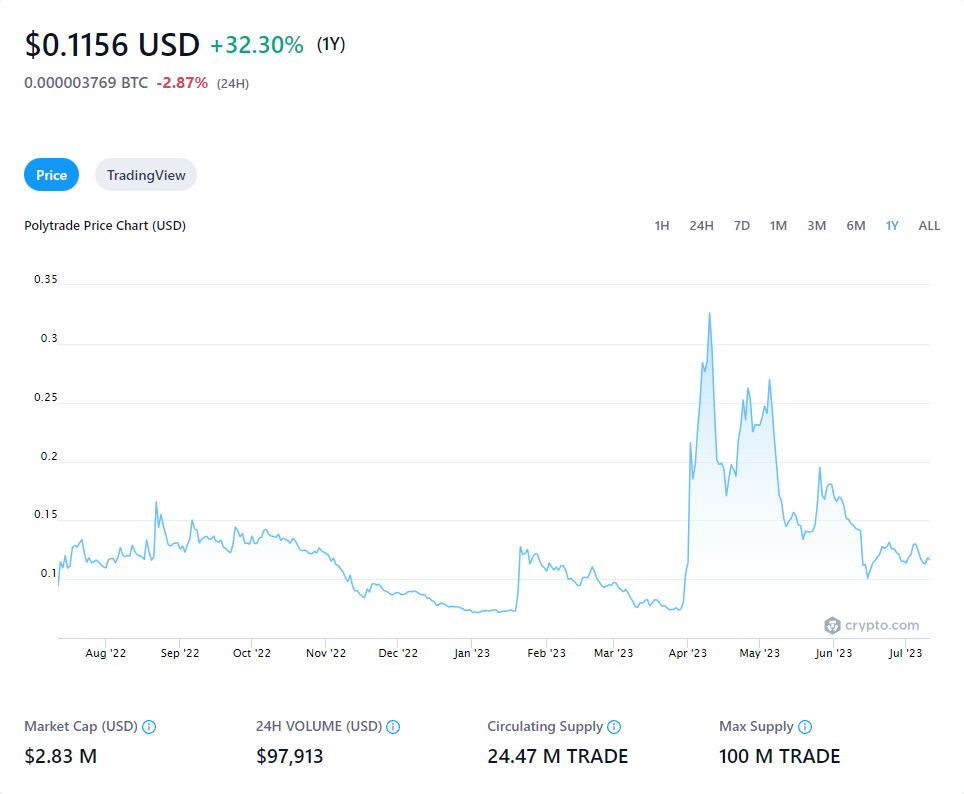 $0.1156 USD +32.30% (1Y)
0.000003769 BTC -2.87% (24H)
Price TradingView
Polytrade Price Chart (USD) 1H 24H 7D 1M 3M 6M 1Y ALL
0.35
0.3
0.25
0.2
0.15
0.1
crypto.com
Aug '22 Sep '22 Oct '22 Nov '22 Dec '22 Jan '23 Feb '23 Mar '23 Apr '23 May '23 Jun '23 Jul '23
Market Cap (USD) 24H VOLUME (USD) Circulating Supply Max Supply
$2.83 M $97,913 24.47 M TRADE 100 M TRADE